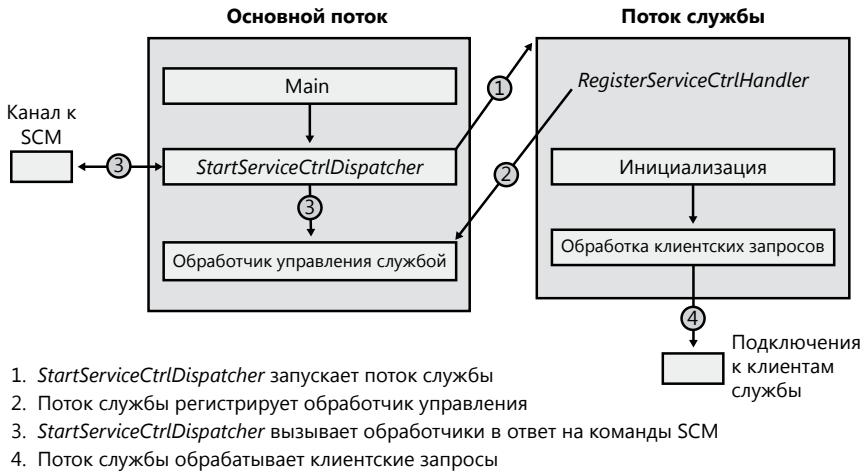 Основной поток
Поток службы
Main
RegisterServiceCtrlHandler
1
Канал к
SCM
3
StartServiceCtrlDispatcher
2
Инициализация
3
Обработчик управления службой
Обработка клиентских запросов
4
Подключения
к клиентам
службы
1. StartServiceCtrlDispatcher запускает поток службы
2. Поток службы регистрирует обработчик управления
3. StartServiceCtrlDispatcher вызывает обработчики в ответ на команды SCM
4. Поток службы обрабатывает клиентские запросы